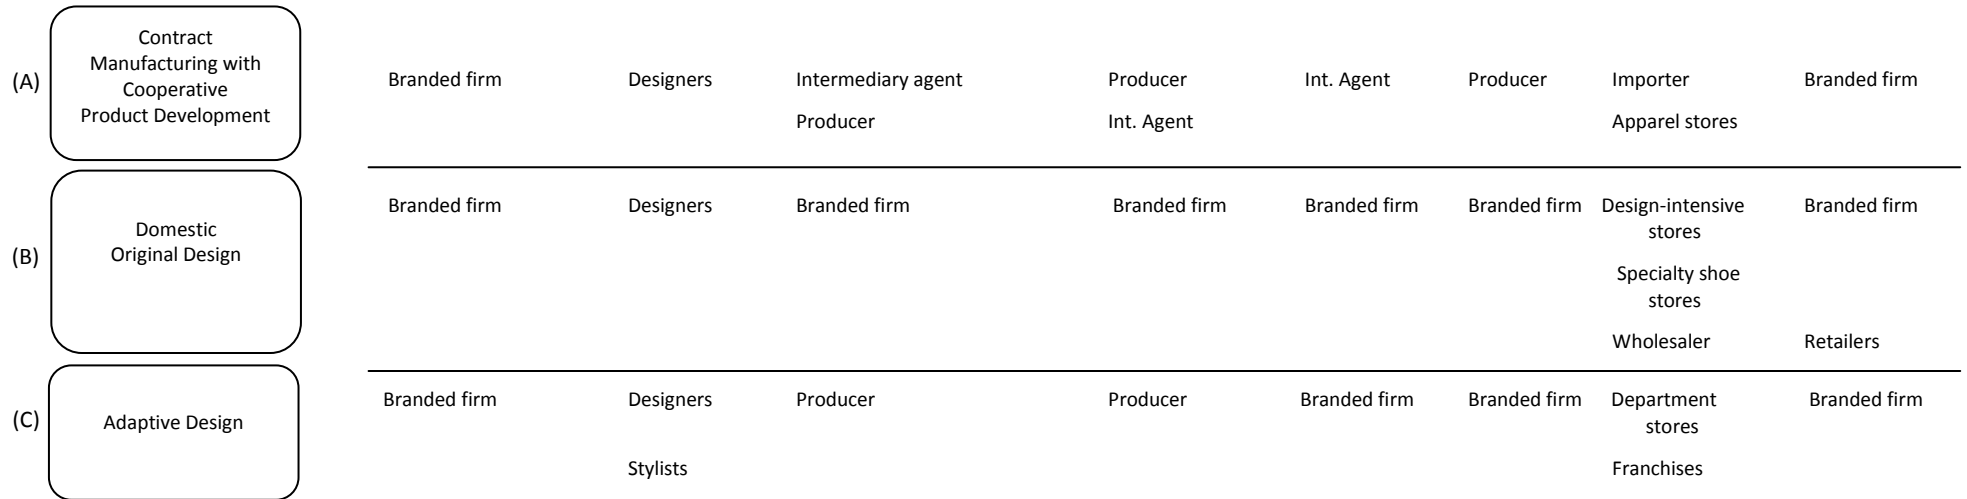 Contract
Manufacturing with
Cooperative
Product Development
(A)
Branded firm Designers Intermediary agent Producer Int. Agent Producer Importer Branded firm
Producer Int. Agent Apparel stores
Domestic
Original Design
(B)
Branded firm Designers Branded firm Branded firm Branded firm Branded firm Design-intensive Branded firm
stores
Specialty shoe
stores
Wholesaler Retailers
(C) Adaptive Design
Branded firm Designers Producer Producer Branded firm Branded firm Department Branded firm
stores
Stylists Franchises